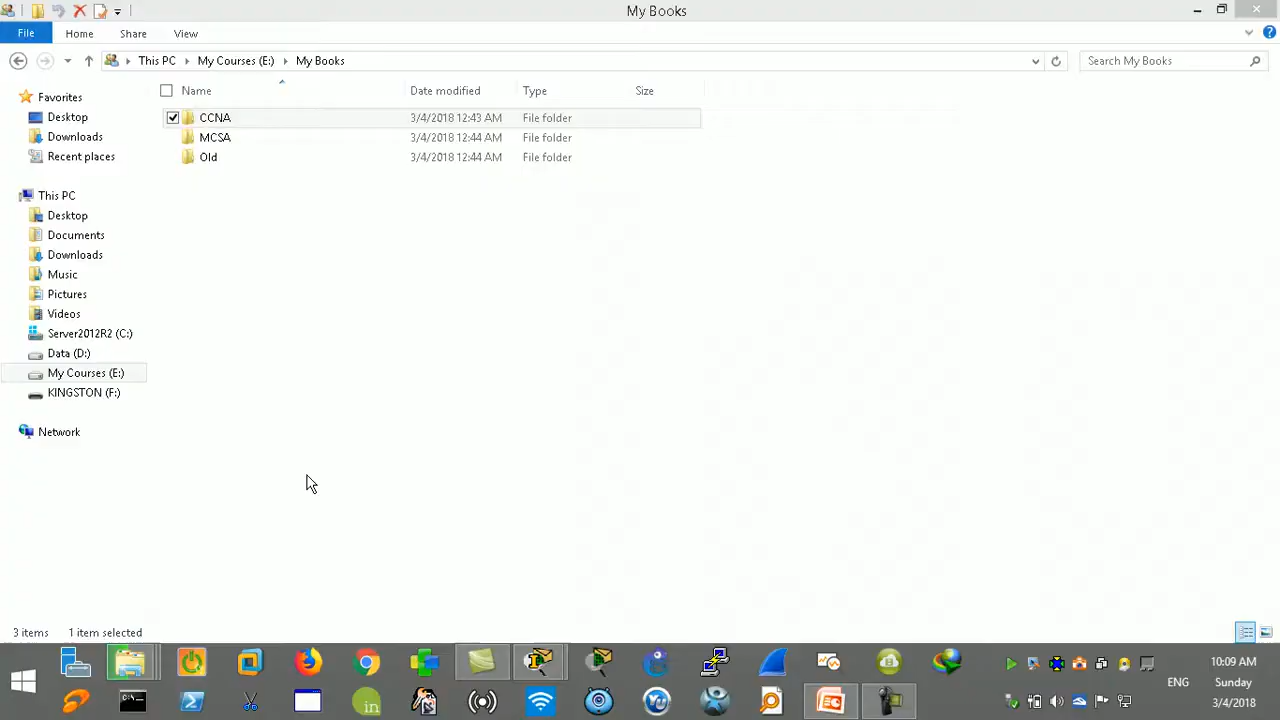 My Books
File Home Share View
This PC My Courses (E:) My Books Search My Books
Name Date modified Type Size
CCNA 3/4/2018 12:43 AM File folder
MCSA 3/4/2018 12:44 AM File folder
Old 3/4/2018 12:44 AM File folder
Favorites
Desktop
Downloads
Recent places
This PC
Desktop
Documents
Downloads
Music
Pictures
Videos
Server2012R2 (C:)
Data (D:)
My Courses (E:)
KINGSTON (F:)
Network
3 items 1 item selected
10:09 AM
ENG Sunday
3/4/2018